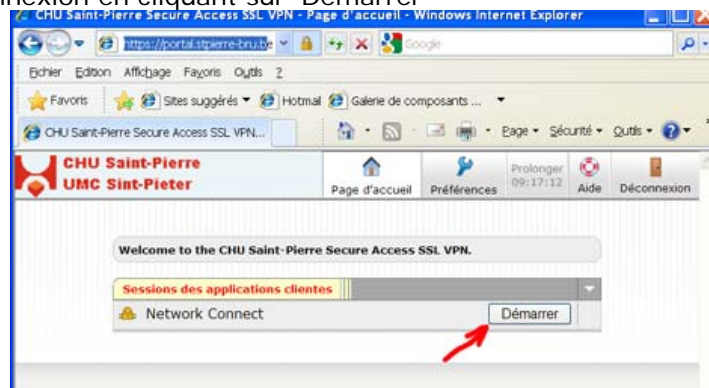 nexion en cliquant sur "Démarrer"
CHU Saint-Pierre Secure Access SSL VPN - Page d'accueil - Windows Internet Explorer
https://portal.stpierre-bru.be Google
Fichier Edition Affichage Favoris Outils ?
Favoris Sites suggérés Hotmail Galerie de composants ...
CHU Saint-Pierre Secure Access SSL VPN... Page Sécurité Outils
CHU Saint-Pierre
UMC Sint-Pieter
Page d'accueil Préférences Prolonger 09:17:12 Aide Déconnexion
Welcome to the CHU Saint-Pierre Secure Access SSL VPN.
Sessions des applications clientes
Network Connect Démarrer